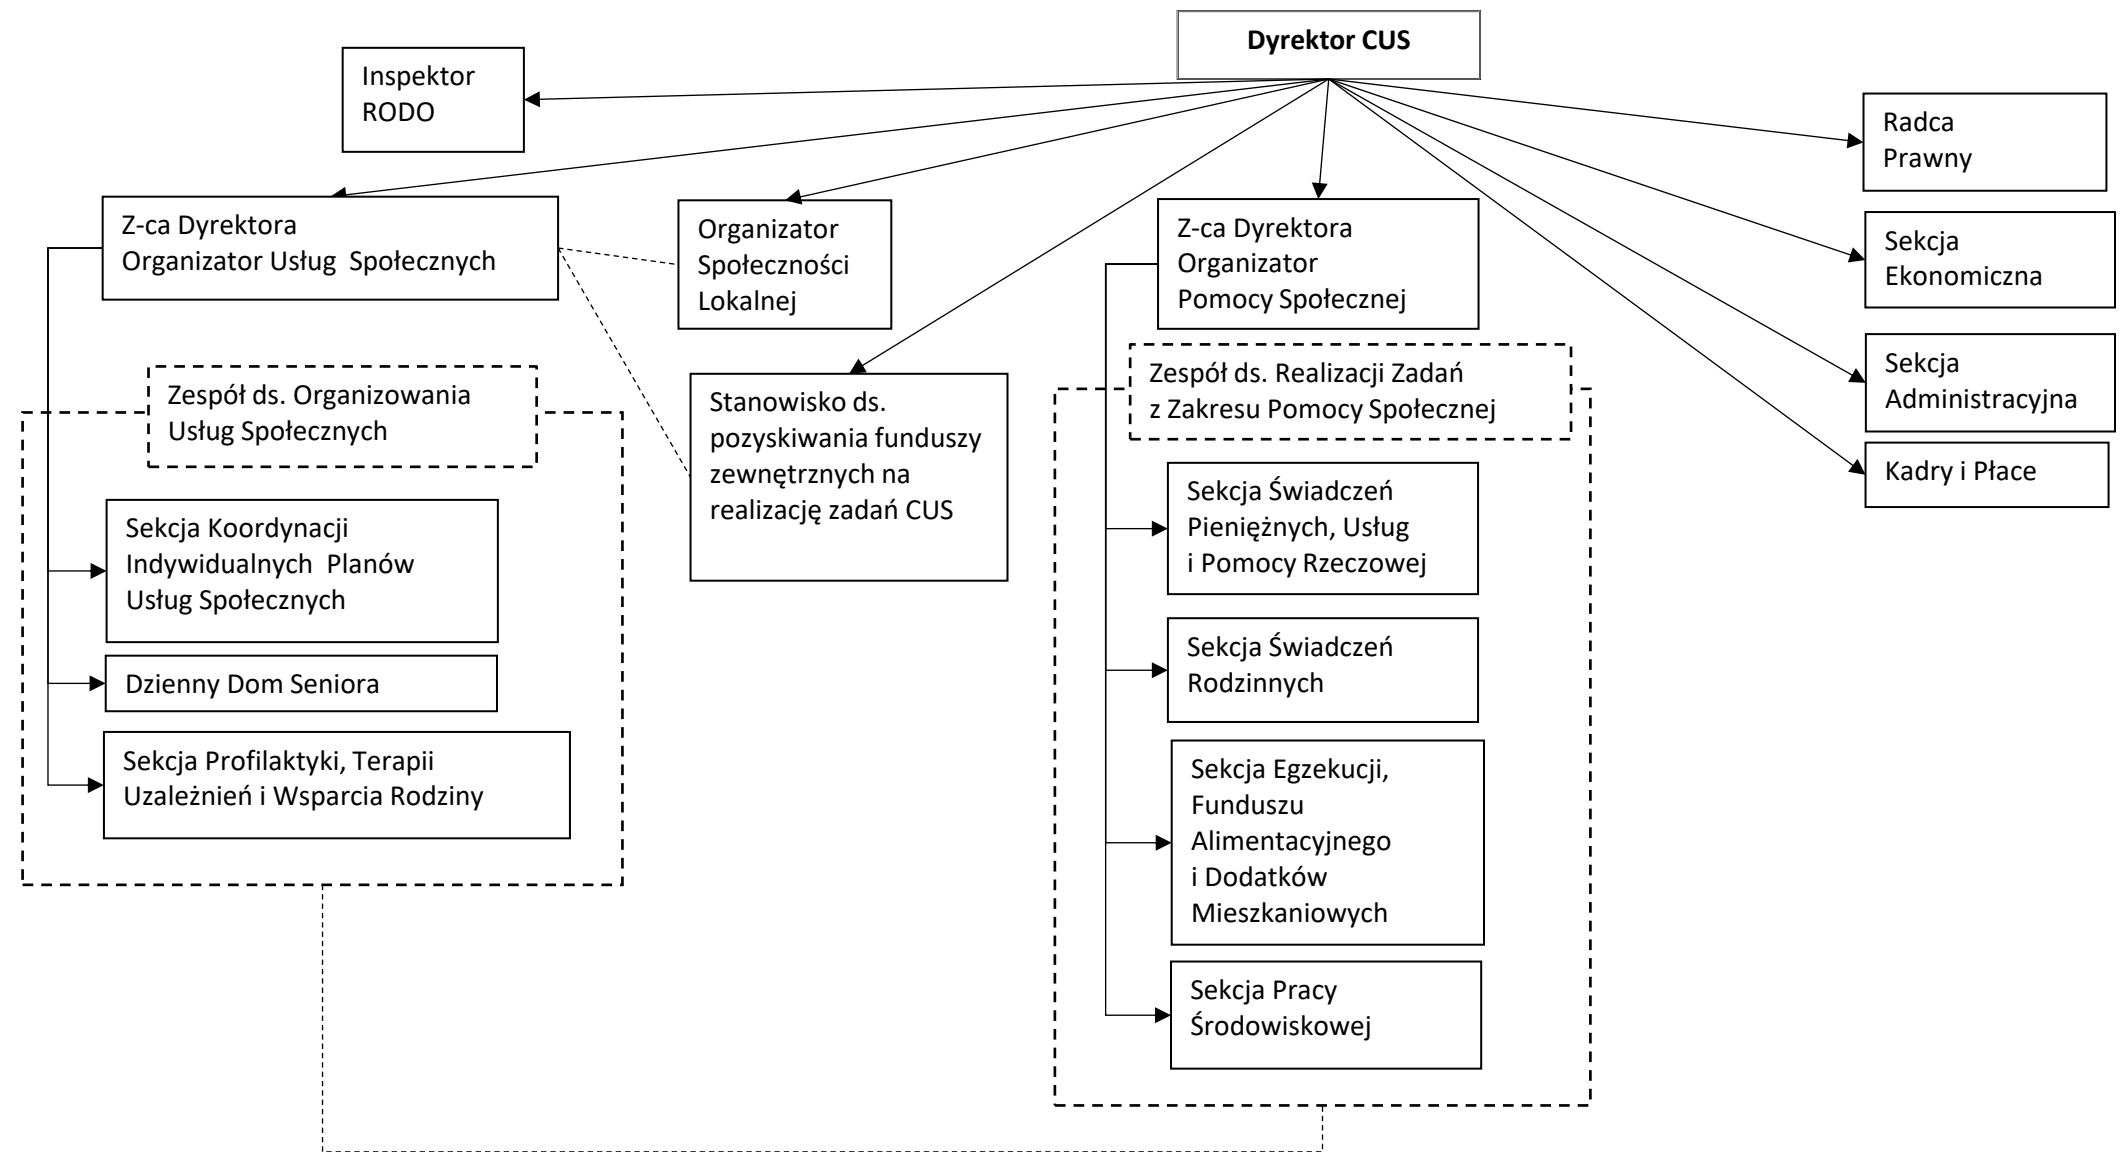 Dyrektor CUS
Inspektor
RODO
Radca
Prawny
Z-ca Dyrektora
Organizator Usług  Społecznych
Organizator
Społeczności
Lokalnej
Z-ca Dyrektora
Organizator
Pomocy Społecznej
Sekcja
Ekonomiczna
Zespół ds. Organizowania
Usług Społecznych
Stanowisko ds.
pozyskiwania funduszy
zewnętrznych na
realizację zadań CUS
Zespół ds. Realizacji Zadań
z Zakresu Pomocy Społecznej
Sekcja
Administracyjna
Kadry i Płace
Sekcja Koordynacji
Indywidualnych  Planów
Usług Społecznych
Dzienny Dom Seniora
Sekcja Profilaktyki, Terapii
Uzależnień i Wsparcia Rodziny
Sekcja Świadczeń
Pieniężnych, Usług
i Pomocy Rzeczowej
Sekcja Świadczeń
Rodzinnych
Sekcja Egzekucji,
Funduszu
Alimentacyjnego
i Dodatków
Mieszkaniowych
Sekcja Pracy
Środowiskowej